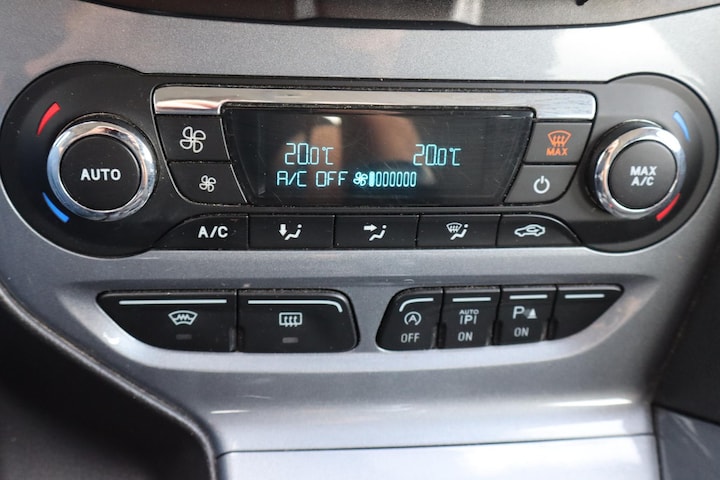 20.0°C 20.0°C
A/C OFF
MAX
AUTO
MAX
A/C
A/C
OFF
AUTO
P
ON
P
ON